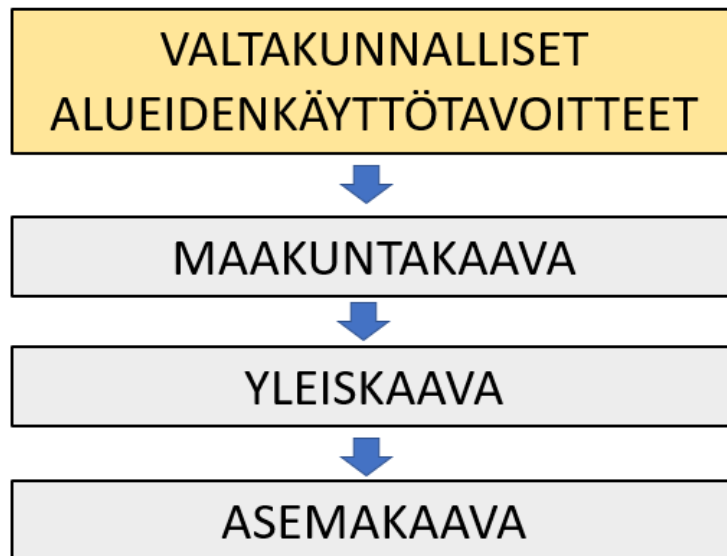 VALTAKUNNALLISET
ALUEIDENKÄYTTÖTAVOITTEET
MAAKUNTAKAAVA
YLEISKAAVA
ASEMAKAAVA